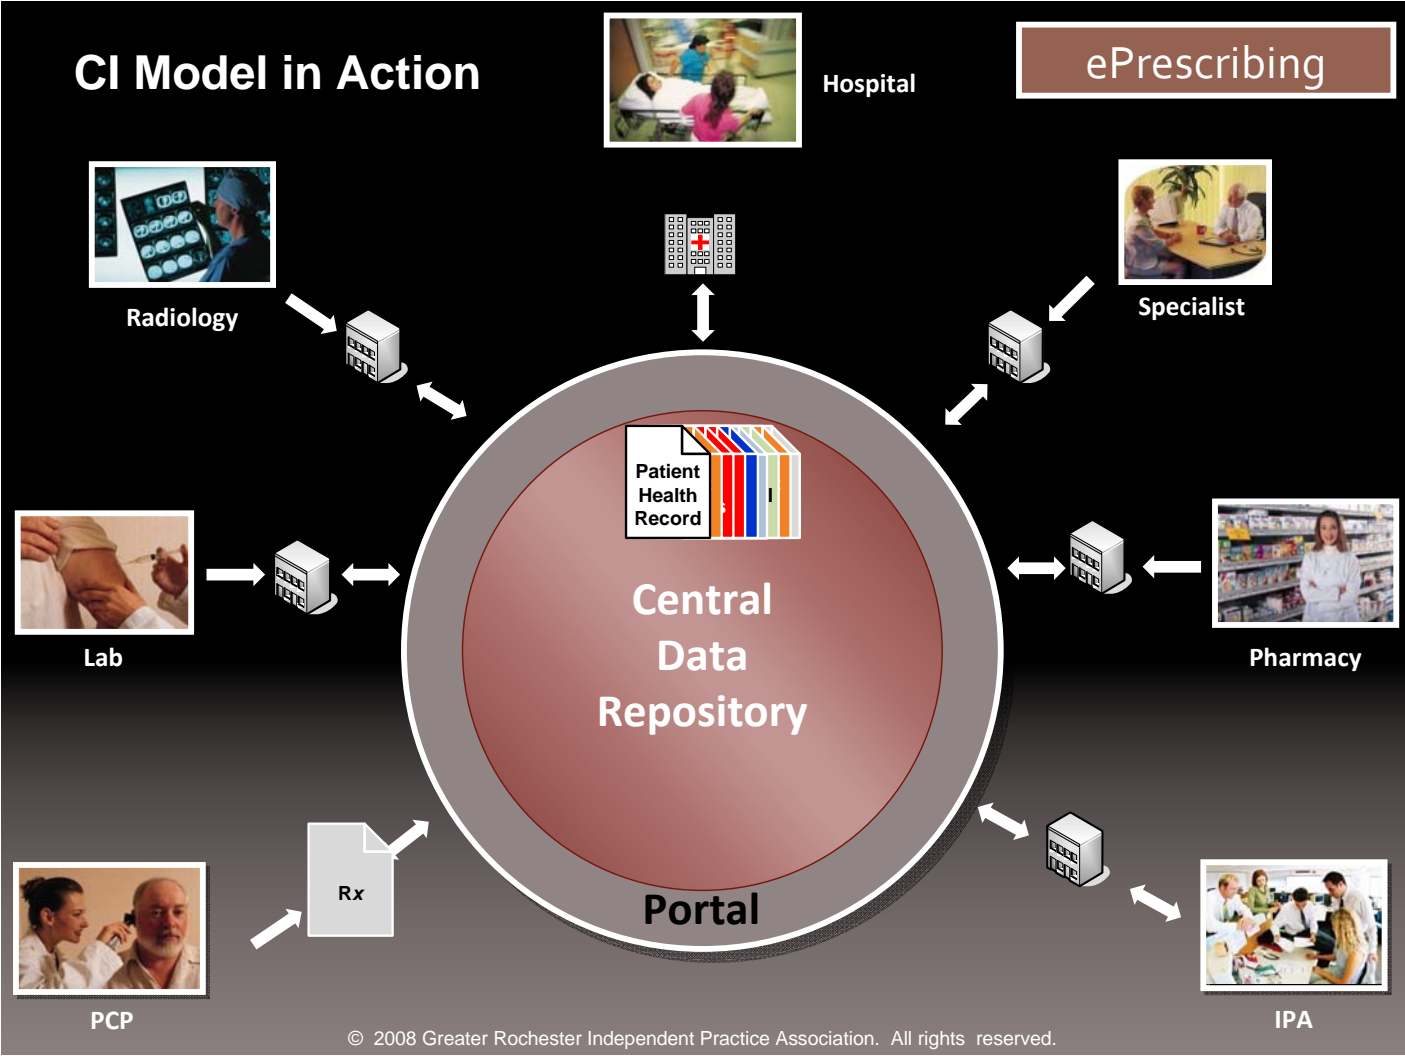 CI Model in Action
Hospital
ePrescribing
Radiology
Specialist
Patient
Health
Record
Central
Data
Repository
Lab
Pharmacy
Rx
Portal
PCP
IPA
© 2008 Greater Rochester Independent Practice Association. All rights reserved.